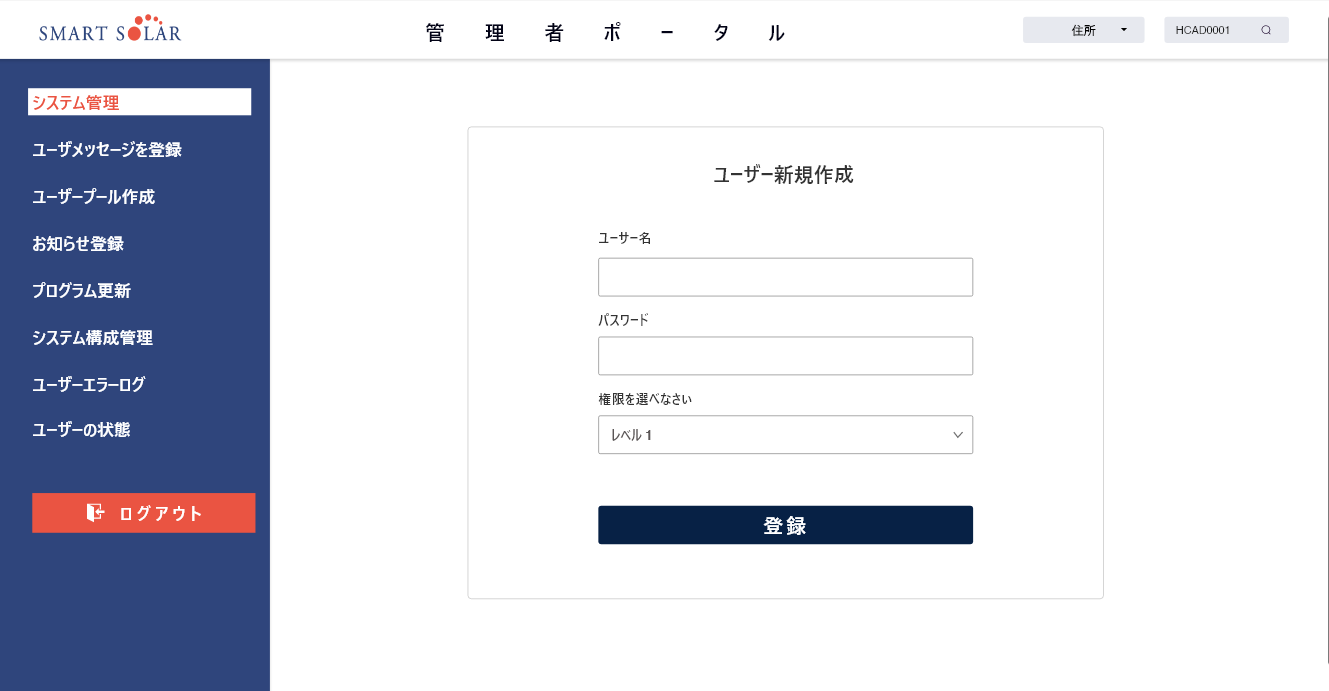 SMART SOLAR
管理者ポータル
住所
HCAD0001
システム管理
ユーザメッセージを登録
ユーザープール作成
お知らせ登録
プログラム更新
システム構成管理
ユーザーエラーログ
ユーザーの状態
ログアウト
ユーザー新規作成
ユーサー名
パスワード
権限を選べなさい
レベル 1
登録